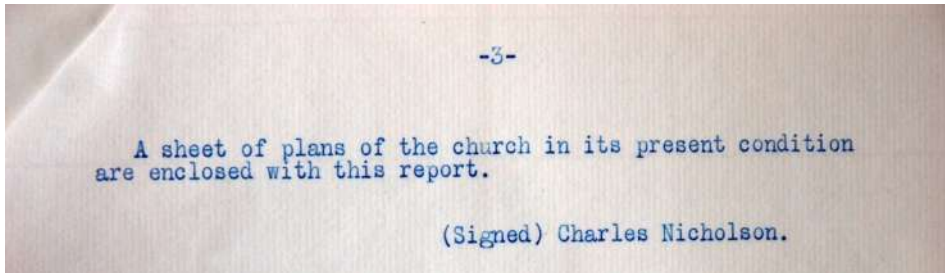 -3-
A sheet of plans of the church in its present condition
are enclosed with this report.
(Signed) Charles Nicholson.